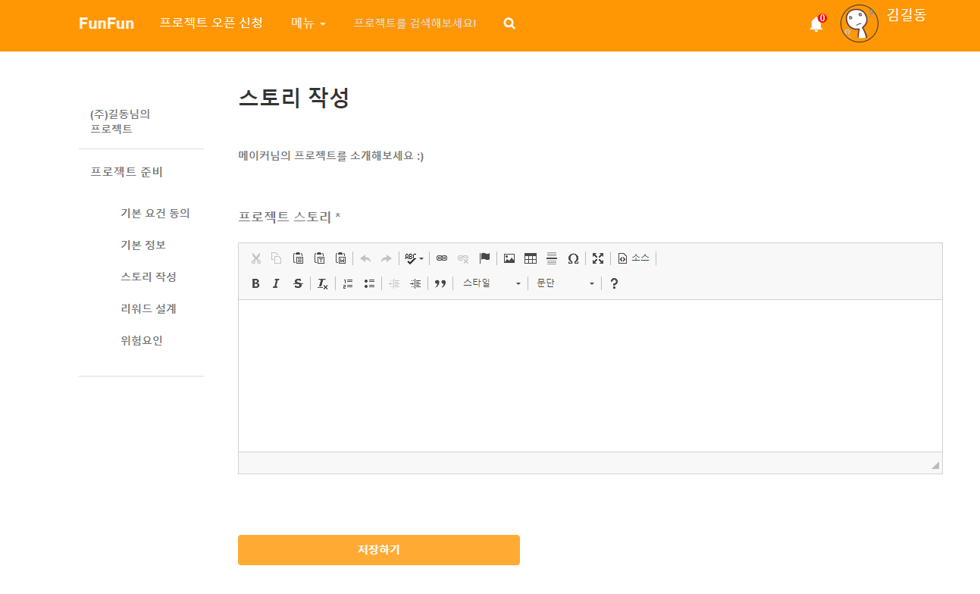 FunFun 프로젝트 오픈 신청 메뉴 프로젝트를 검색해보세요! 0 김길동
스토리 작성
(주)길동님의
프로젝트
메이커님의 프로젝트를 소개해보세요 :)
프로젝트 준비
프로젝트 스토리 *
기본 요건 동의
기본 정보
스토리 작성
리워드 설계
위험요인
ABC Ω 소스
B I S Tx 스타일 문단 ?
저장하기